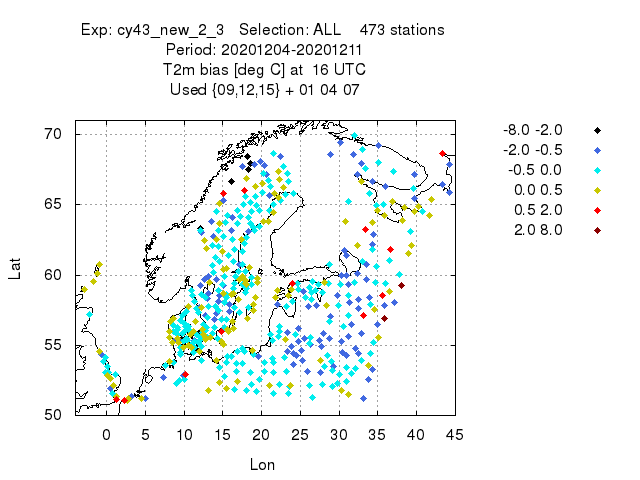 Exp: cy43_new_2_3   Selection: ALL    473 stations
Period: 20201204-20201211
T2m bias [deg C] at  16 UTC
Used {09,12,15} + 01 04 07
70
65
60
55
50
Lat
0 5 10 15 20 25 30 35 40 45
Lon
-8.0 -2.0
-2.0 -0.5
-0.5 0.0
0.0 0.5
0.5 2.0
2.0 8.0